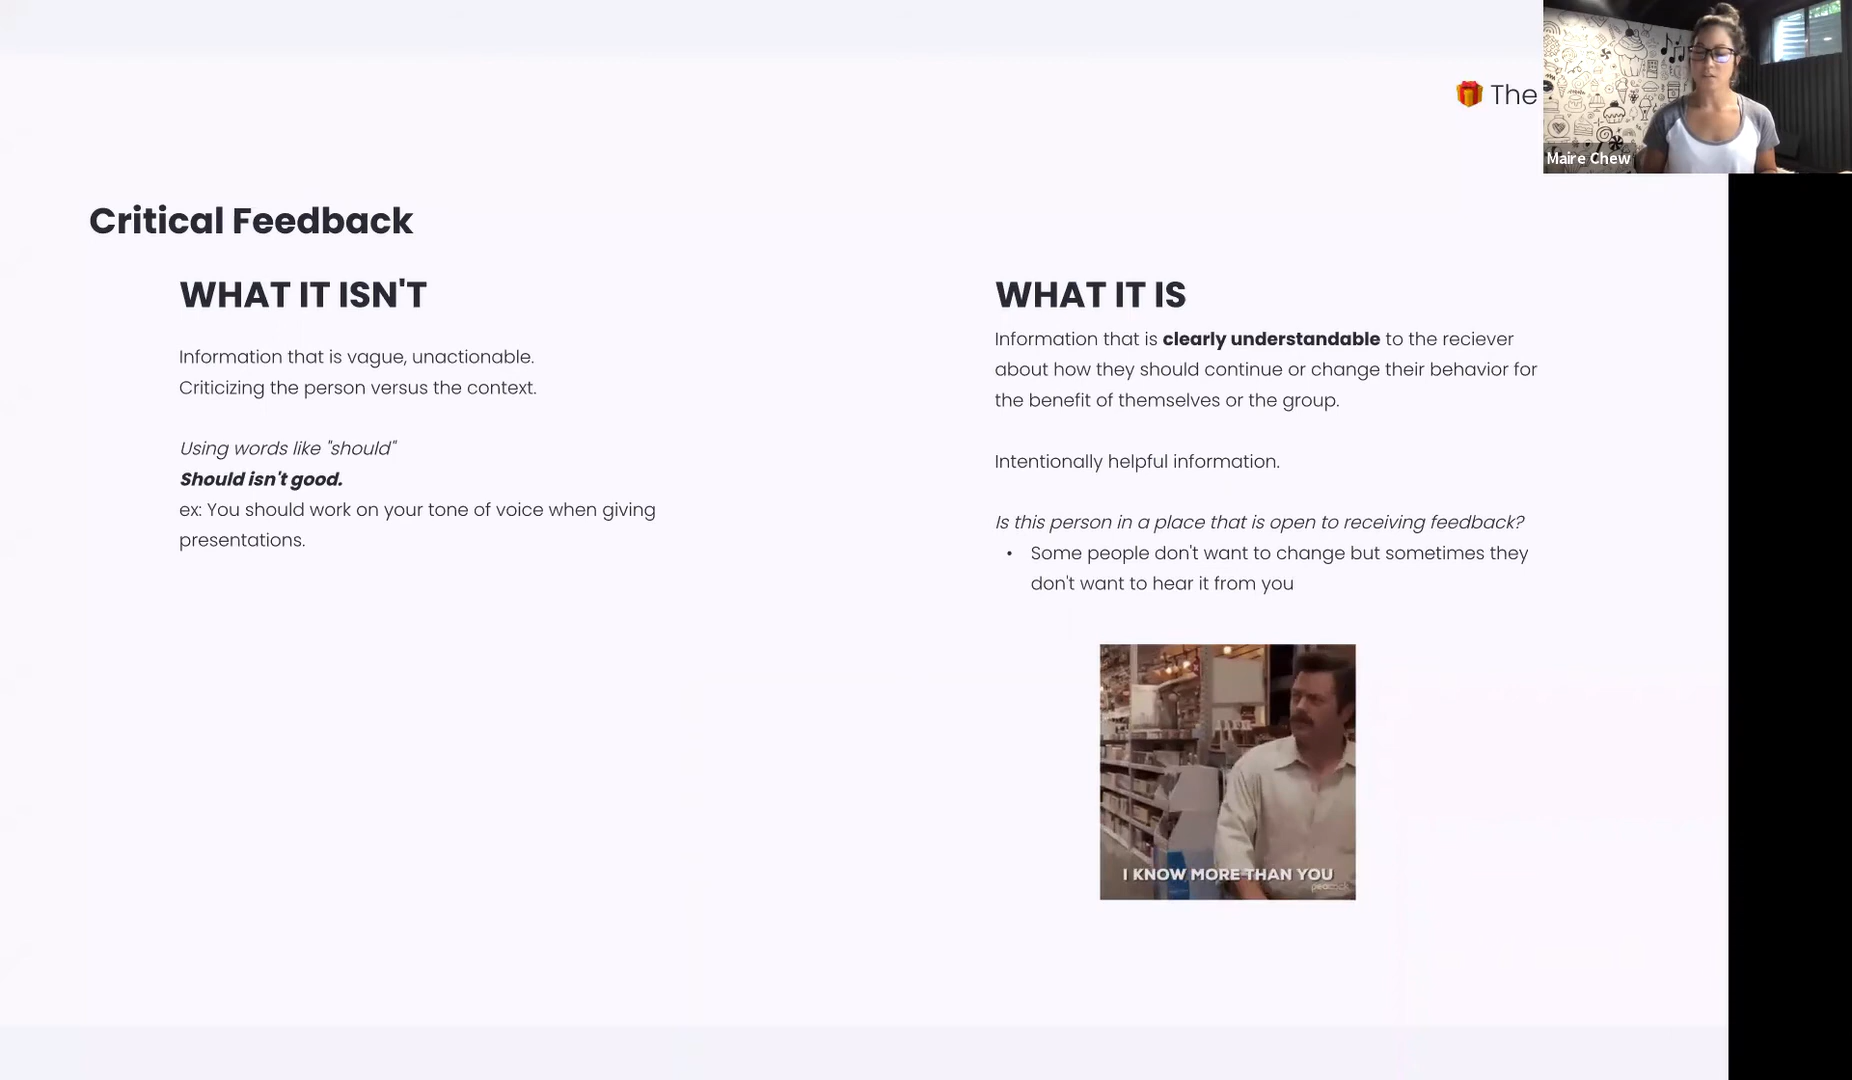 🎁 The
Maire Chew
Critical Feedback
WHAT IT ISN'T
Information that is vague, unactionable.
Criticizing the person versus the context.
Using words like "should"
Should isn't good.
ex: You should work on your tone of voice when giving
presentations.
WHAT IT IS
Information that is clearly understandable to the reciever
about how they should continue or change their behavior for
the benefit of themselves or the group.
Intentionally helpful information.
Is this person in a place that is open to receiving feedback?
• Some people don't want to change but sometimes they
don't want to hear it from you
I KNOW MORE THAN YOU
peacock